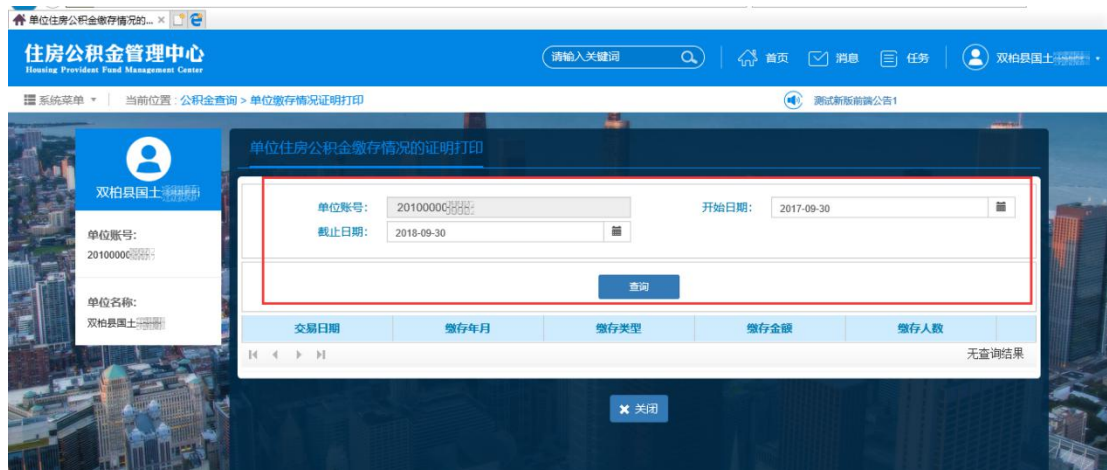 单位住房公积金缴存情况的...
住房公积金管理中心
Housing Provident Fund Management Center
请输入关键词
首页
消息
任务
双柏县国土
系统菜单
当前位置 : 公积金查询 > 单位缴存情况证明打印
测试新版前端公告1
双柏县国土
单位账号：
20100000
单位名称：
双柏县国土
单位住房公积金缴存情况的证明打印
单位账号： 20100000
开始日期： 2017-09-30
截止日期： 2018-09-30
查询
交易日期 缴存年月 缴存类型 缴存金额 缴存人数
无查询结果
关闭